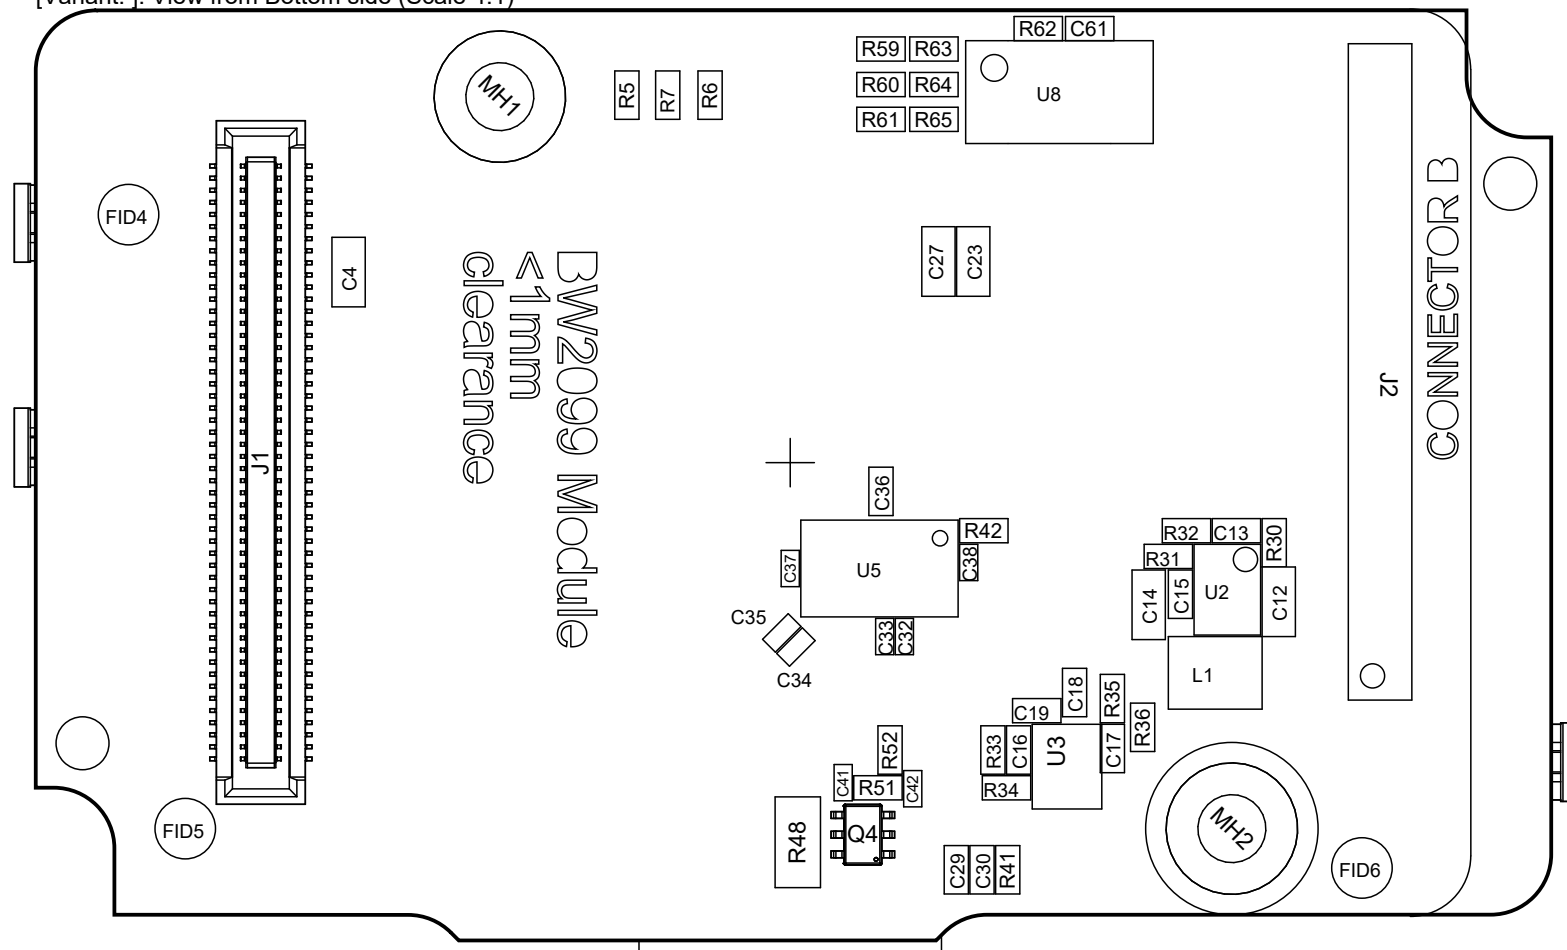 [Variant: ]: View from Bottom side (Scale 4:1)
R62 C61
R59 R63
R60 R64
R61 R65
U8
MH1
R5 R7 R6
FID4
C4
C27 C23
BW2099 Module
<1mm
clearance
CONNECTOR B
J2
J1
C36
R42
C38
U5
C37
C35
C34
C33 C32
R32 C13 R30
R31
C14 C15 U2 C12
L1
C18 R35
C19 R36
R33 C16 U3 C17
R34
R52
C41 R51 C42
R48 Q4
C29 C30 R41
MH2
FID5
FID6